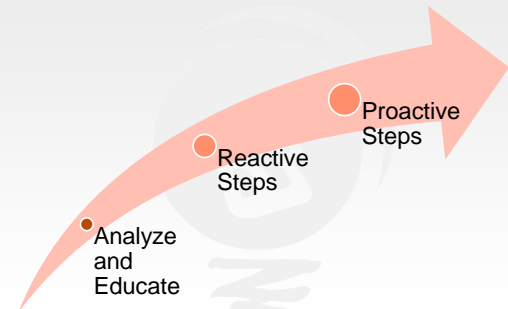 Proactive
Steps
Reactive
Steps
Analyze
and
Educate